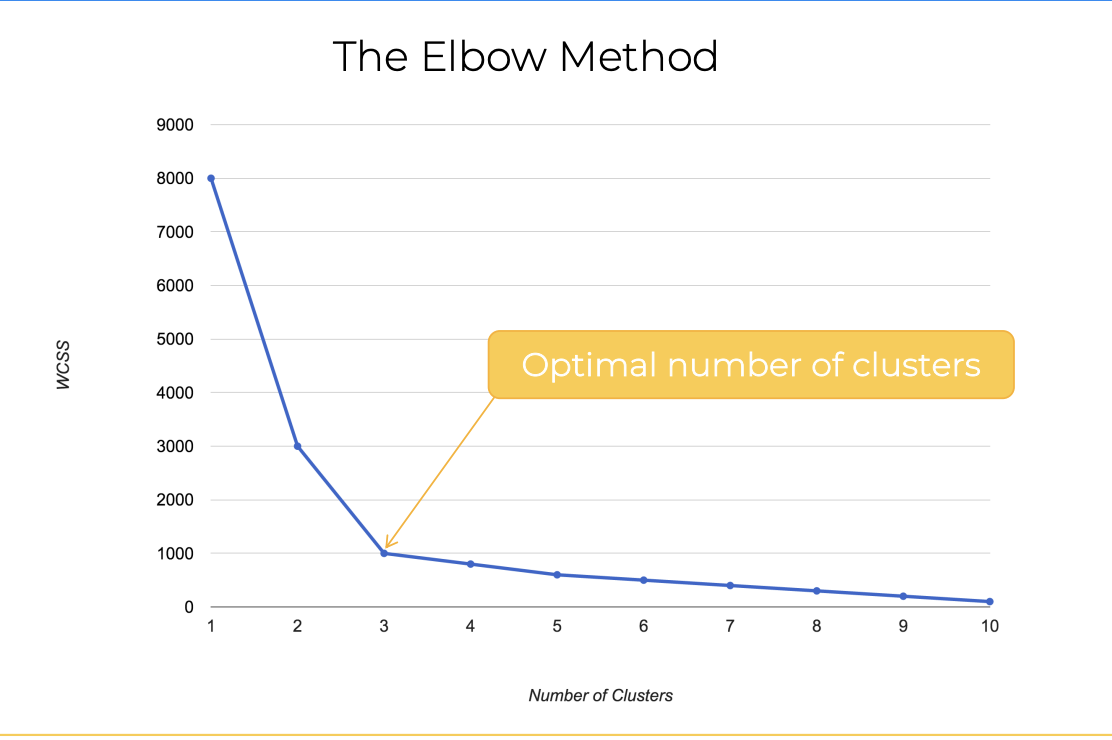 The Elbow Method
9000
8000
7000
6000
5000
4000
3000
2000
1000
0
WCSS
Optimal number of clusters
1 2 3 4 5 6 7 8 9 10
Number of Clusters